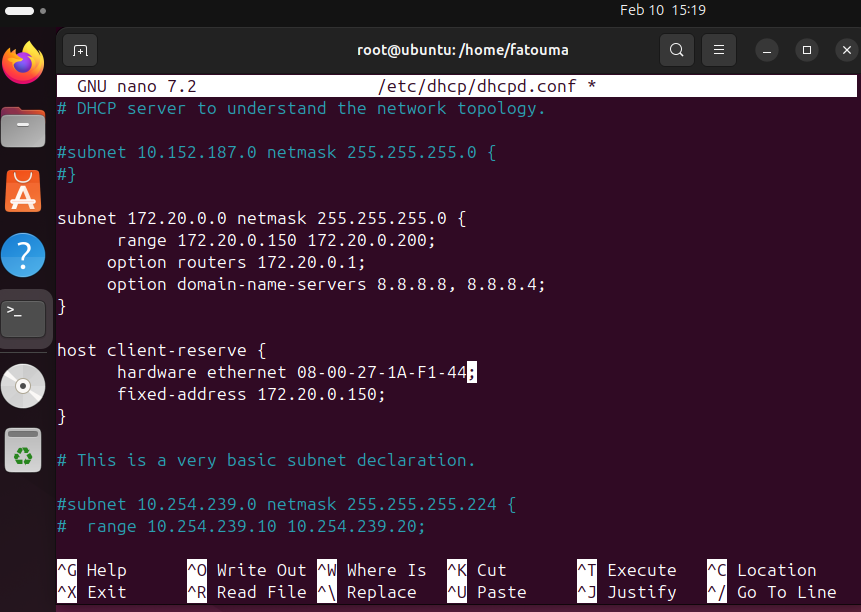 Feb 10 15:19
root@ubuntu: /home/fatouma
GNU nano 7.2 /etc/dhcp/dhcpd.conf *
# DHCP server to understand the network topology.
#subnet 10.152.187.0 netmask 255.255.255.0 {
#}
subnet 172.20.0.0 netmask 255.255.255.0 {
range 172.20.0.150 172.20.0.200;
option routers 172.20.0.1;
option domain-name-servers 8.8.8.8, 8.8.8.4;
}
host client-reserve {
hardware ethernet 08-00-27-1A-F1-44;
fixed-address 172.20.0.150;
}
# This is a very basic subnet declaration.
#subnet 10.254.239.0 netmask 255.255.255.224 {
# range 10.254.239.10 10.254.239.20;
^G Help ^O Write Out ^W Where Is ^K Cut ^T Execute ^C Location
^X Exit ^R Read File ^\ Replace ^U Paste ^J Justify ^/ Go To Line